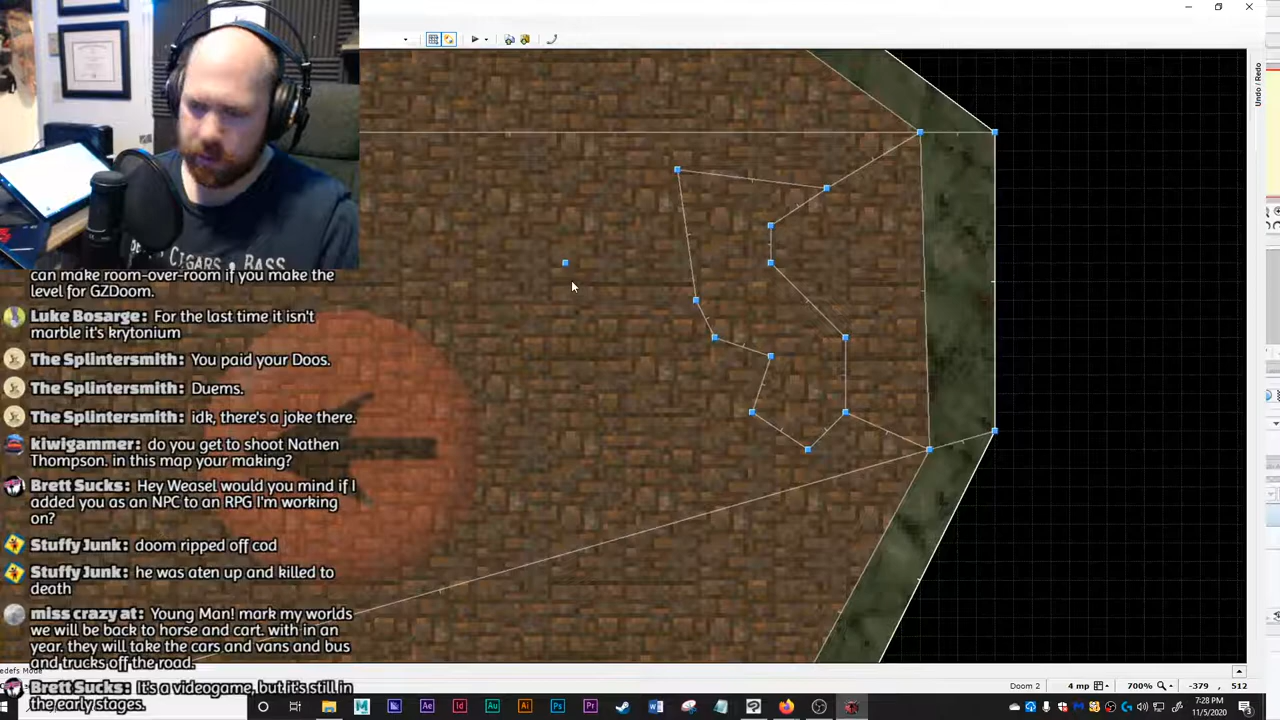 Undo / Redo
CIGARS & BASS
can make room-over-room if you make the
level for GZDoom.
Luke Bosarge: For the last time it isn't
marble it's krytonium
The Splintersmith: You paid your Doos.
The Splintersmith: Duems.
The Splintersmith: idk, there's a joke there.
kiwigammer: do you get to shoot Nathen
Thompson. in this map your making?
Brett Sucks: Hey Weasel would you mind if I
added you as an NPC to an RPG I'm working
on?
Stuffy Junk: doom ripped off cod
Stuffy Junk: he was aten up and killed to
death
miss crazy at: Young Man! mark my worlds
we will be back to horse and cart. with in an
year. they will take the cars and vans and bus
and trucks off the road.
Brett Sucks: It's a videogame, but it's still in
the early stages.
edefs Mode
Doom 2 4 mp 700% -379 , 512
7:28 PM
11/5/2020